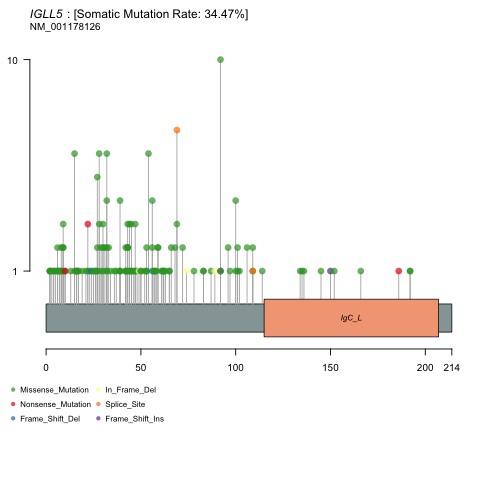 IGLL5 : [Somatic Mutation Rate: 34.47%]
NM_001178126
10
1
IgC_L
0 50 100 150 200 214
Missense_Mutation In_Frame_Del
Nonsense_Mutation Splice_Site
Frame_Shift_Del Frame_Shift_Ins